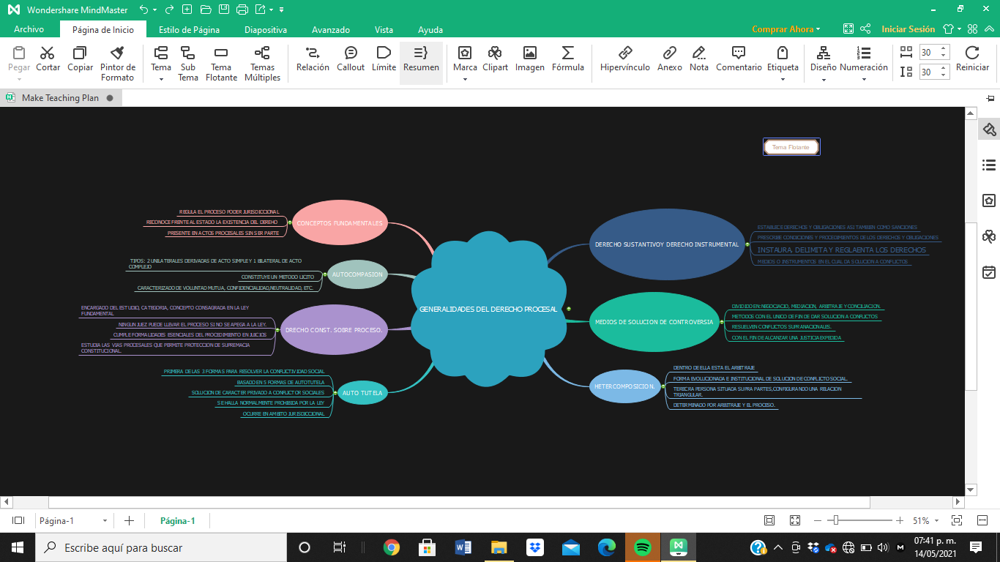 Wondershare MindMaster
Archivo
Página de Inicio
Estilo de Página
Diapositiva
Avanzado
Vista
Ayuda
Comprar Ahora
Iniciar Sesión
Pegar
Cortar
Copiar
Pintor de
Formato
Tema
Sub
Tema
Tema
Flotante
Temas
Múltiples
Relación
Callout
Límite
Resumen
Marca
Clipart
Imagen
Fórmula
Hipervínculo
Anexo
Nota
Comentario
Etiqueta
Diseño
Numeración
30
30
Reiniciar
Make Teaching Plan
Tema Flotante
GENERALIDADES DEL DERECHO PROCESAL
CONCEPTOS FUNDAMENTALES
REGULA EL PROCESO PODER JURISDICCIONAL
RECONOCE FRENTE AL ESTADO LA EXISTENCIA DEL DEREHO
PRESENTE EN ACTOS PROCESALES SIN SER PARTE
AUTOCOMPASION
TIPOS: 2 UNILATERALES DERIVADAS DE ACTO SIMPLE Y 1 BILATERAL DE ACTO
COMPLEJO
CONSTITUYE UN METODO LICITO
CARACTERIZADO DE VOLUNTAD MUTUA, CONFIDENCIALIDAD,NEUTRALIDAD, ETC.
DRECHO CONST. SOBRE PROCESO.
ENCARGADO DEL ESTUDIO, CATEGORIA, CONCEPTO CONSAGRADA EN LA LEY
FUNDAMENTAL
NINGUN JUEZ PUEDE LLEVAR EL PROCESO SI NO SE APEGA A LA LEY.
CUMPLE FORMALIDADES ESENCIALES DEL PROCEDIMIENTO EN JUICIOS
ESTUDIA LAS VIAS PROCESALES QUE PERMITE PROTECCION DE SUPREMACIA
CONSTITUCIONAL.
AUTO TUTELA
PRIMERA DE LAS 3 FORMAS PARA RESOLVER LA CONFLICTIVIDAD SOCIAL
BASADO EN 5 FORMAS DE AUTOTUTELA
SOLUCION DE CARACTER PRIVADO A CONFLICTOR SOCIALES
SE HALLA NORMALMENTE PROHIBIDA POR LA LEY
OCURRE EN AMBITO JURISDICCIONAL
DERECHO SUSTANTIVOY DERECHO INSTRUMENTAL
ESTABLECE DERECHOS Y OBLIGACIONES ASI TAMBIEN COMO SANCIONES
PRESCRIBE CONDICIONES Y PROCEDIMIENTOS DE LOS DERECHOS Y OBLIGACIONES
INSTAURA, DELIMITA Y REGLAENTA LOS DERECHOS
MEDIOS O INSTRUMENTOS EN EL CUAL DA SOLUCION A CONFLICTOS
MEDIOS DE SOLUCION DE CONTROVERSIA
DIVIDIDO EN:NEGOCIACIO, MEDIACION, ARBITRAJE Y CONCILIACION.
METODOS CON EL UNICO DE FIN DE DAR SOLUCION A CONFLICTOS
RESUELVEN CONFLICTOS SUPRANACIONALES.
CON EL FIN DE ALCANZAR UNA JUSTICIA EXPEDIDA
HETERCOMPOSICION.
DENTRO DE ELLA ESTA EL ARBITRAJE
FORMA EVOLUCIONADA E INSTITUCIONAL DE SOLUCION DE CONFLICTO SOCIAL.
TERECRA PERSONA SITUADA SUPRA PARTES,CONFIGURANDO UNA RELACION
TRIANGULAR.
DETERMINADO POR ARBITRAJE Y EL PROCESO.
Página-1
Página-1
51%
Escribe aquí para buscar
07:41 p. m.
14/05/2021